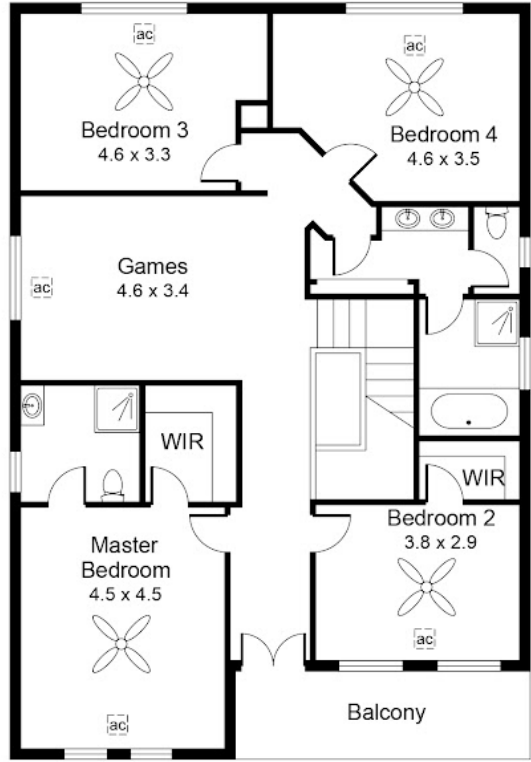 ac
Bedroom 3
4.6 x 3.3
ac
Bedroom 4
4.6 x 3.5
Games
4.6 x 3.4
ac
WIR
WIR
Master
Bedroom
4.5 x 4.5
ac
Bedroom 2
3.8 x 2.9
ac
Balcony